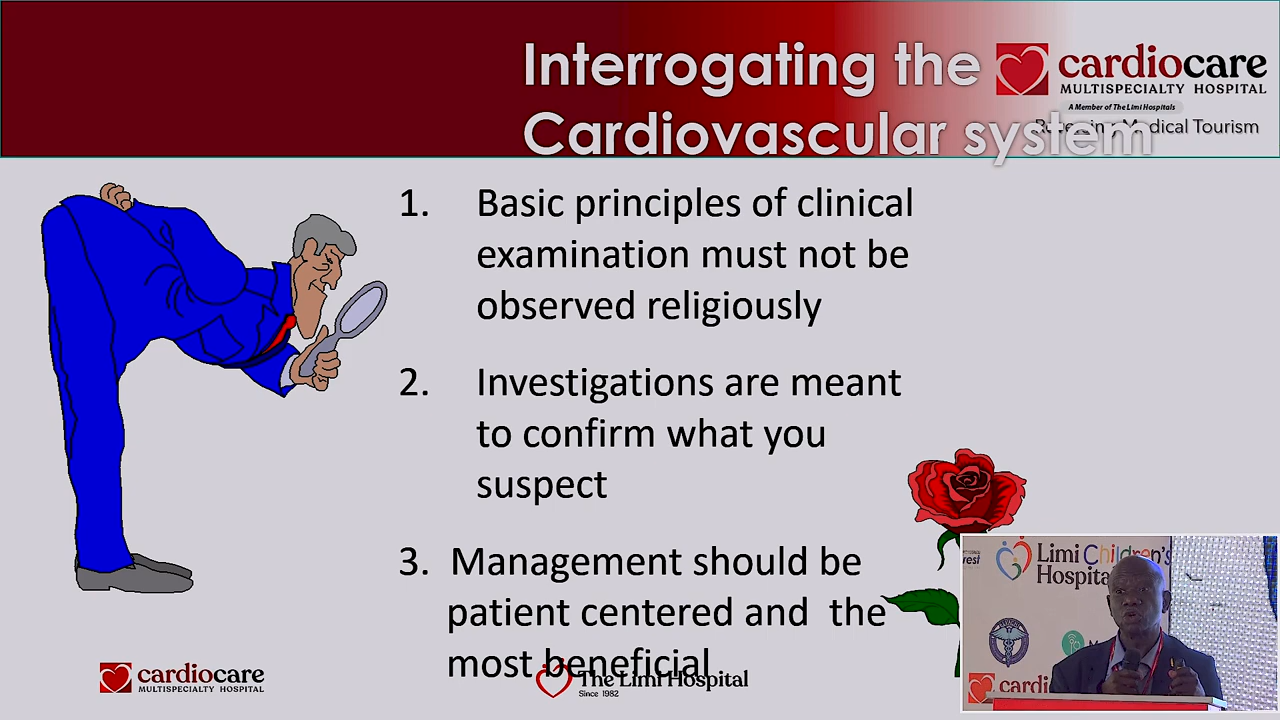 Interrogating the
Cardiovascular system
cardiocare
MULTISPECIALTY HOSPITAL
A Member of The Limi Hospitals
Medical Tourism
1. Basic principles of clinical
examination must not be
observed religiously
2. Investigations are meant
to confirm what you
suspect
3. Management should be
patient centered and the
most beneficial
cardiocare
MULTISPECIALTY HOSPITAL
The Limi Hospital
Since 1982
Limi Children's
Hospita
cardi